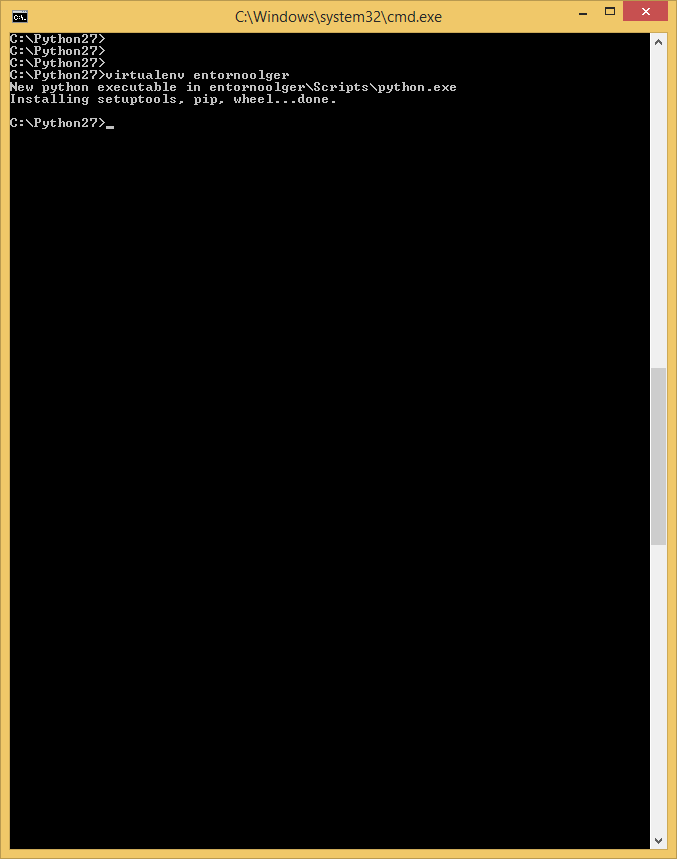 C:\Windows\system32\cmd.exe
C:\Python27>
C:\Python27>
C:\Python27>
C:\Python27>virtualenv entornoolger
New python executable in entornoolger\Scripts\python.exe
Installing setuptools, pip, wheel...done.
C:\Python27>_